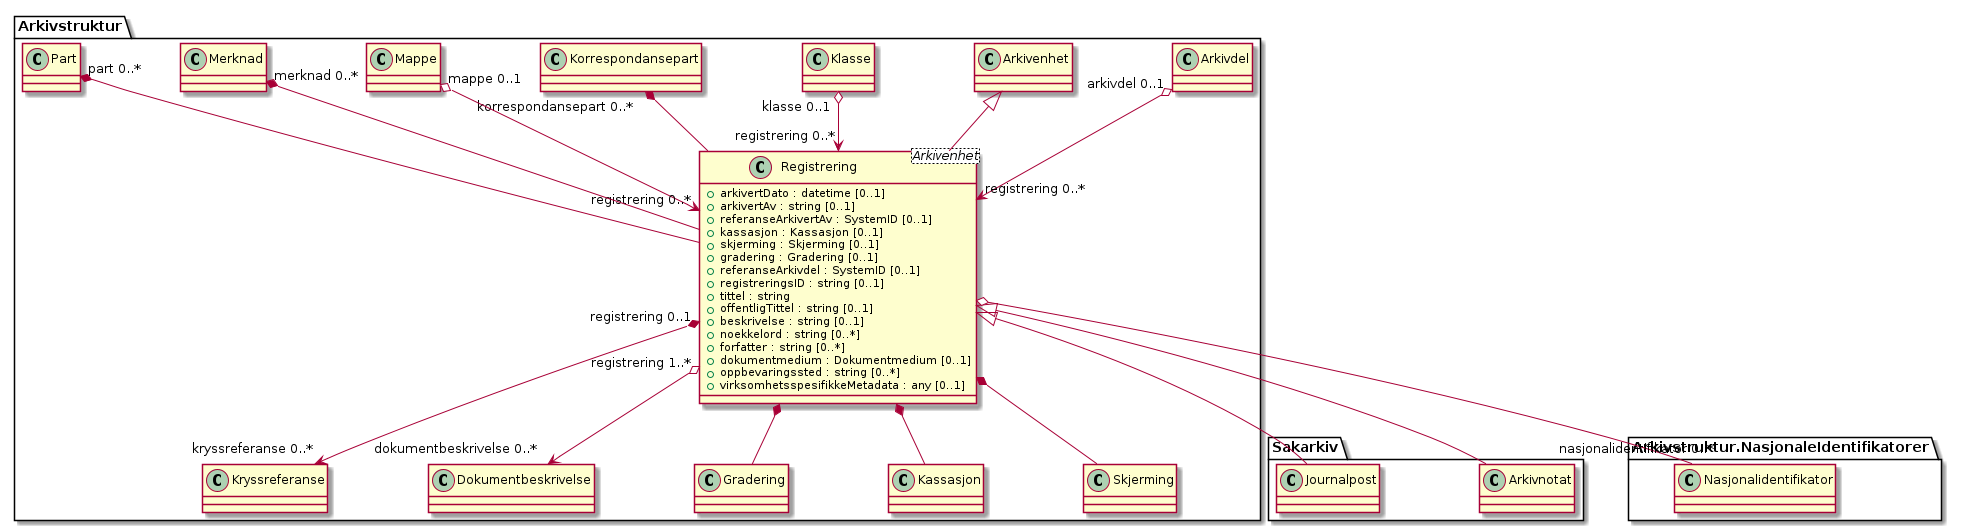 Arkivstruktur
C Part
C Merknad
C Mappe
C Korrespondansepart
C Klasse
C Arkivenhet
C Arkivdel
part 0..*
merknad 0..*
mappe 0..1
korrespondansepart 0..*
klasse 0..1
arkivdel 0..1
registrering 0..*
registrering 0..*
registrering 0..*
C Registrering
Arkivenhet
arkivertDato : datetime [0..1]
arkivertAv : string [0..1]
referanseArkivertAv : SystemID [0..1]
kassasjon : Kassasjon [0..1]
skjerming : Skjerming [0..1]
gradering : Gradering [0..1]
referanseArkivdel : SystemID [0..1]
registreringsID : string [0..1]
tittel : string
offentligTittel : string [0..1]
beskrivelse : string [0..1]
noekkelord : string [0..*]
forfatter : string [0..*]
dokumentmedium : Dokumentmedium [0..1]
oppbevaringssted : string [0..*]
virksomhetsspesifikkeMetadata : any [0..1]
registrering 0..1
registrering 1..*
kryssreferanse 0..*
dokumentbeskrivelse 0..*
nasjonalidentifikator 0..*
C Kryssreferanse
C Dokumentbeskrivelse
C Gradering
C Kassasjon
C Skjerming
Sakarkiv
C Journalpost
C Arkivnotat
Arkivstruktur.NasjonaleIdentifikatorer
C Nasjonalidentifikator